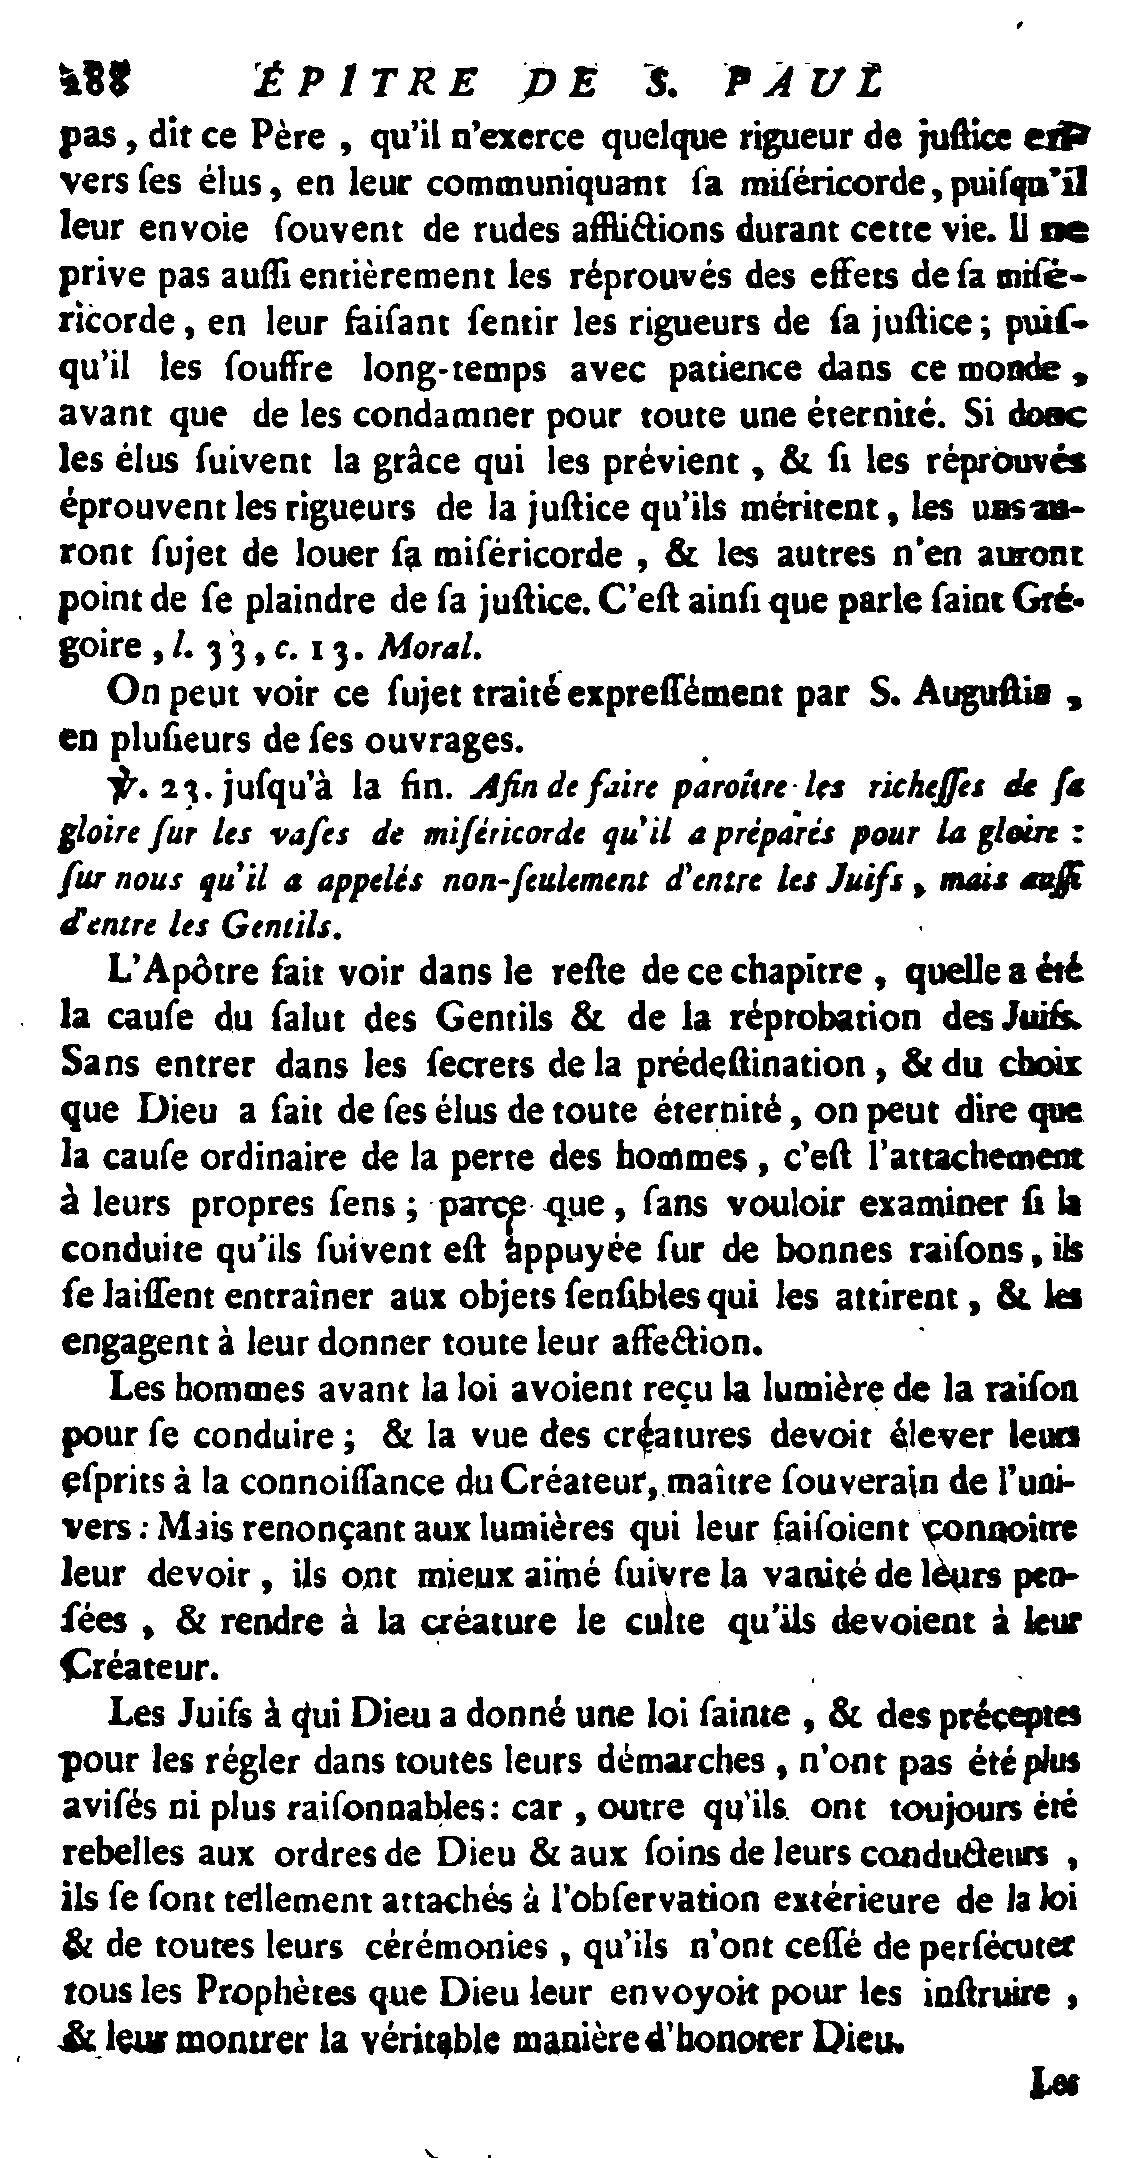 188 ÉPITRE DE S. PAUL
pas, dit ce Père, qu'il n'exerce quelque rigueur de juſtice en-
vers ſes élus, en leur communiquant ſa miſéricorde, puiſqu'il
leur envoie ſouvent de rudes afflictions durant cette vie. Il ne
prive pas auſſi entièrement les réprouvés des effets de ſa miſé-
ricorde, en leur faiſant ſentir les rigueurs de ſa juſtice; puiſ-
qu'il les ſouffre long-temps avec patience dans ce monde,
avant que de les condamner pour toute une éternité. Si donc
les élus ſuivent la grâce qui les prévient, & ſi les réprouvés
éprouvent les rigueurs de la juſtice qu'ils méritent, les uns au-
ront ſujet de louer ſa miſéricorde, & les autres n'en auront
point de ſe plaindre de ſa juſtice. C'eſt ainſi que parle ſaint Gré-
goire, l. 33, c. 13. Moral.
On peut voir ce ſujet traité expreſſément par S. Auguſtin,
en pluſieurs de ſes ouvrages.
℣. 23. juſqu'à la fin. Afin de faire paroître les richeſſes de ſa
gloire ſur les vaſes de miſéricorde qu'il a préparés pour la gloire :
ſur nous qu'il a appelés non-ſeulement d'entre les Juifs, mais auſſi
d'entre les Gentils.
L'Apôtre fait voir dans le reſte de ce chapître, quelle a été
la cauſe du ſalut des Gentils & de la réprobation des Juifs.
Sans entrer dans les ſecrets de la prédeſtination, & du choix
que Dieu a fait de ſes élus de toute éternité, on peut dire que
la cauſe ordinaire de la perte des hommes, c'eſt l'attachement
à leurs propres ſens; parce que, ſans vouloir examiner ſi la
conduite qu'ils ſuivent eſt appuyée ſur de bonnes raiſons, ils
ſe laiſſent entraîner aux objets ſenſibles qui les attirent, & les
engagent à leur donner toute leur affection.
Les hommes avant la loi avoient reçu la lumière de la raiſon
pour ſe conduire; & la vue des créatures devoit élever leurs
eſprits à la connoiſſance du Créateur, maître ſouverain de l'uni-
vers : Mais renonçant aux lumières qui leur faiſoient connoitre
leur devoir, ils ont mieux aimé ſuivre la vanité de leurs pen-
ſées, & rendre à la créature le culte qu'ils devoient à leur
Créateur.
Les Juifs à qui Dieu a donné une loi ſainte, & des préceptes
pour les régler dans toutes leurs démarches, n'ont pas été plus
aviſés ni plus raiſonnables : car, outre qu'ils ont toujours été
rebelles aux ordres de Dieu & aux ſoins de leurs conducteurs,
ils ſe ſont tellement attachés à l'obſervation extérieure de la loi
& de toutes leurs cérémonies, qu'ils n'ont ceſſé de perſécuter
tous les Prophètes que Dieu leur envoyoit pour les inſtruire,
& leur montrer la véritable manière d'honorer Dieu.
Les